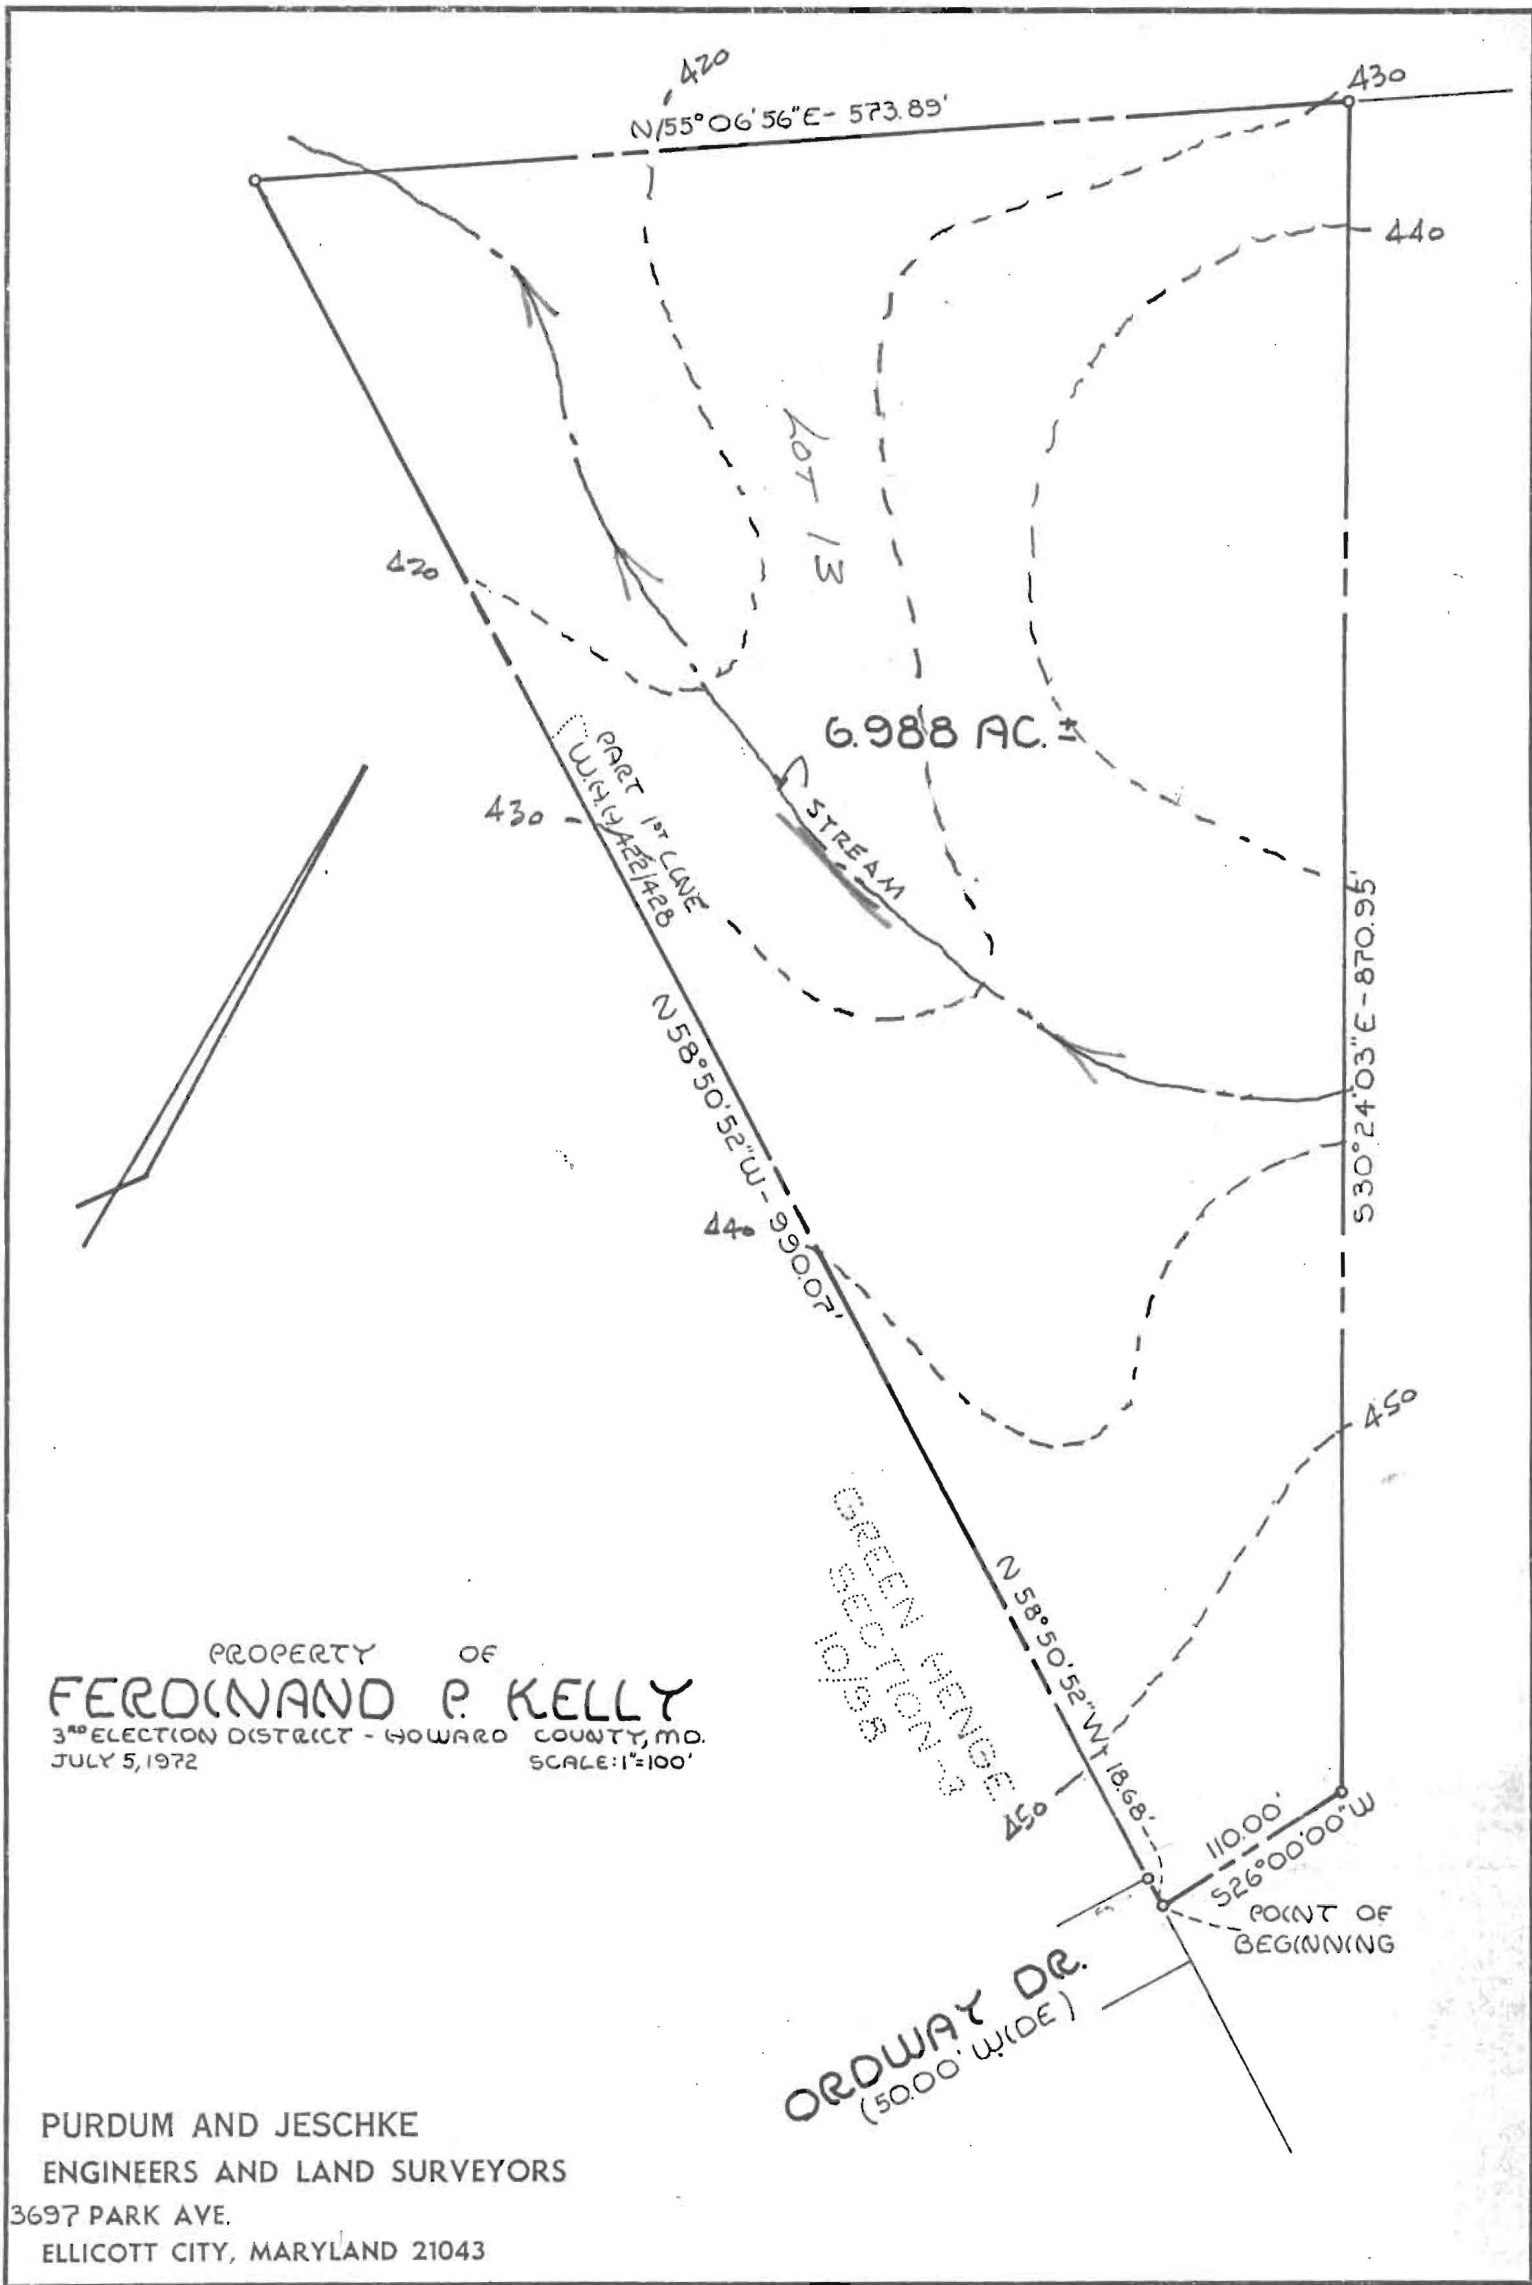 420
430
N 55°06'56"E - 573.89'
440
LOT 13
420
6.988 AC. ±
PART 1ST LINE
W.H.H. 422/428
430
STREAM
S30°24'03"E - 870.95'
N 58°50'52"W - 990.07'
440
450
GREEN HENGE
SECTION - 3
10/98
N 58°50'52"W - 18.68'
450
110.00'
S26°00'00"W
POINT OF
BEGINNING
ORDWAY DR.
(50.00' WIDE)
PROPERTY OF
FERDINAND P. KELLY
3RD ELECTION DISTRICT - HOWARD COUNTY, MD.
JULY 5, 1972 SCALE: 1"=100'
PURDUM AND JESCHKE
ENGINEERS AND LAND SURVEYORS
3697 PARK AVE.
ELLICOTT CITY, MARYLAND 21043